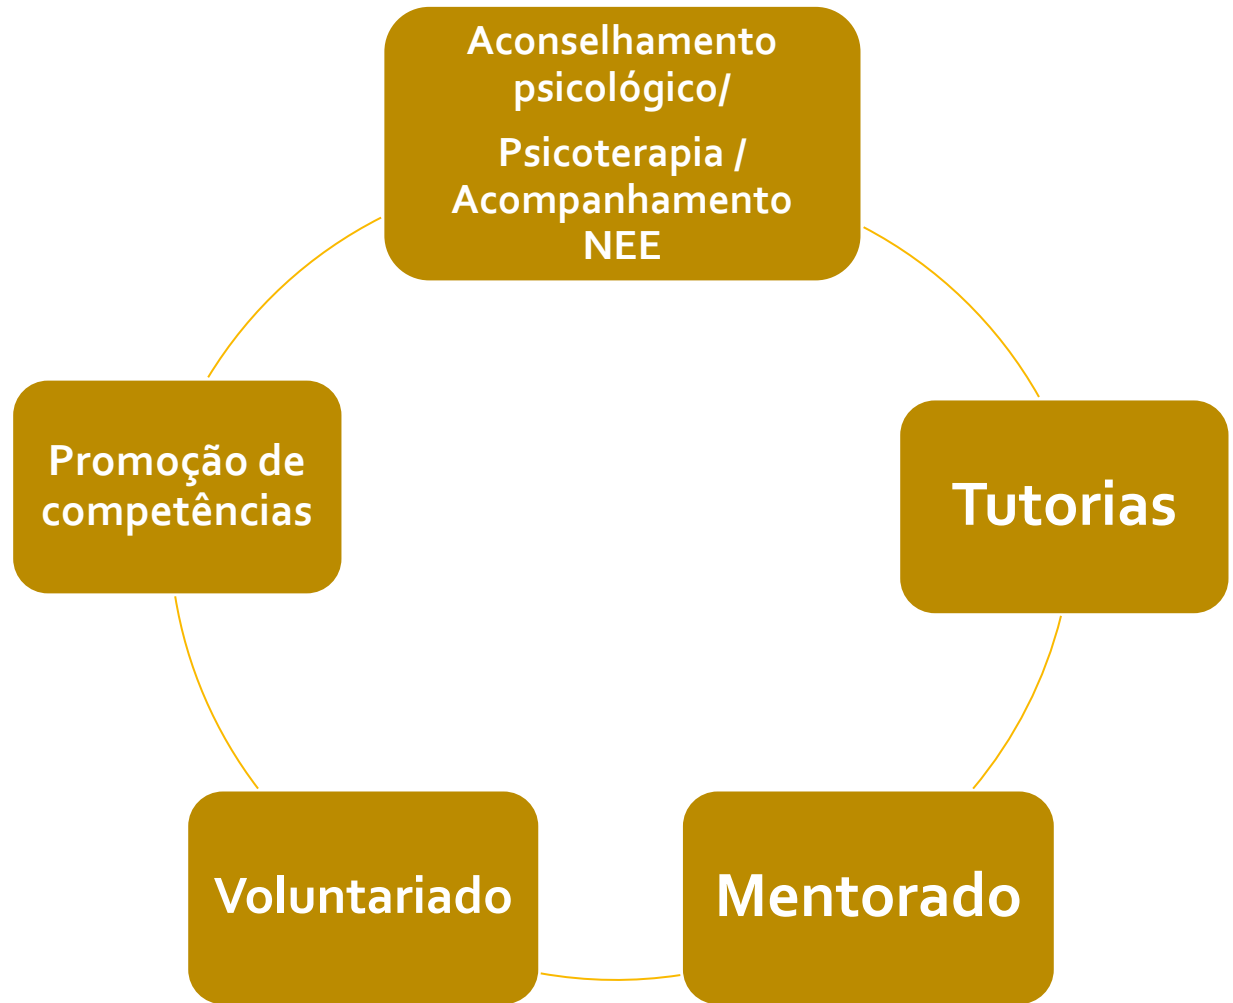 Aconselhamento
psicológico/
Psicoterapia /
Acompanhamento
NEE
Tutorias
Mentorado
Voluntariado
Promoção de
competências